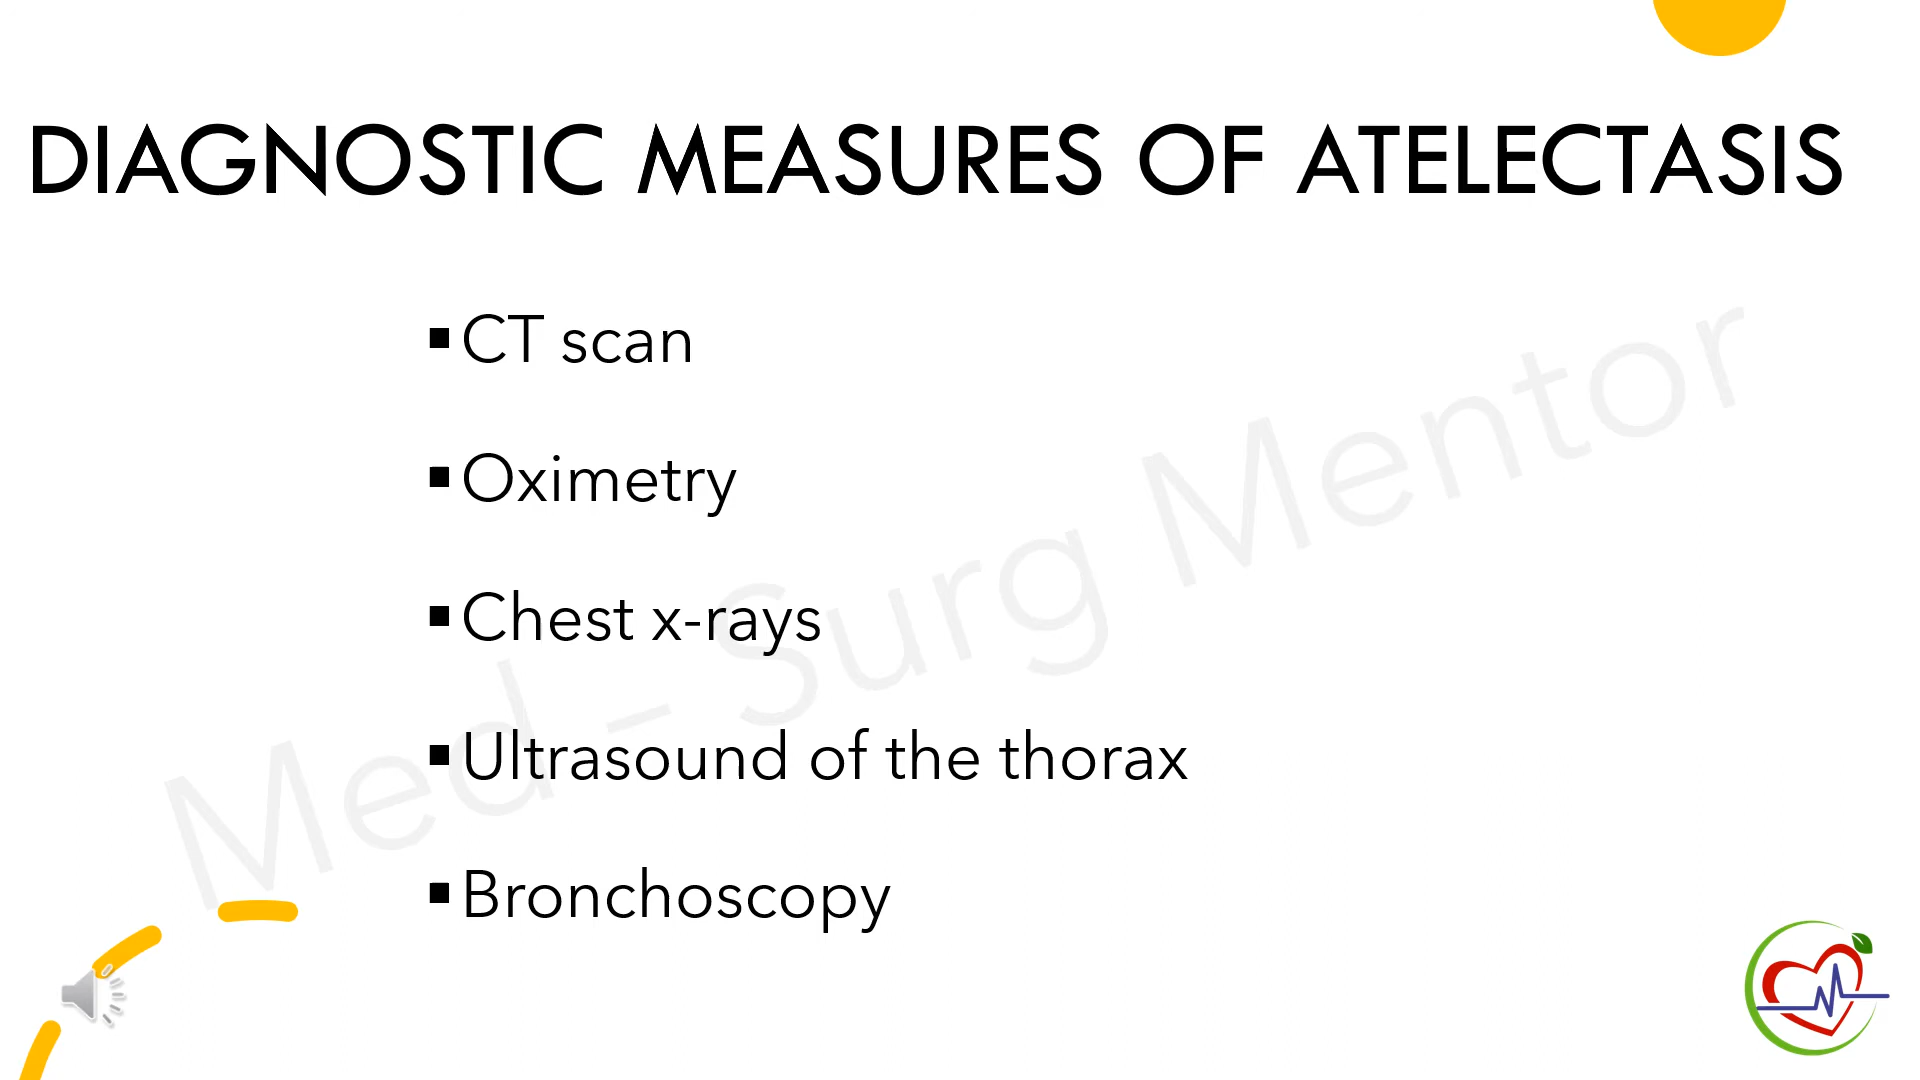 DIAGNOSTIC MEASURES OF ATELECTASIS
▪CT scan
▪Oximetry
▪Chest x-rays
▪Ultrasound of the thorax
▪Bronchoscopy
Med - Surg Mentor